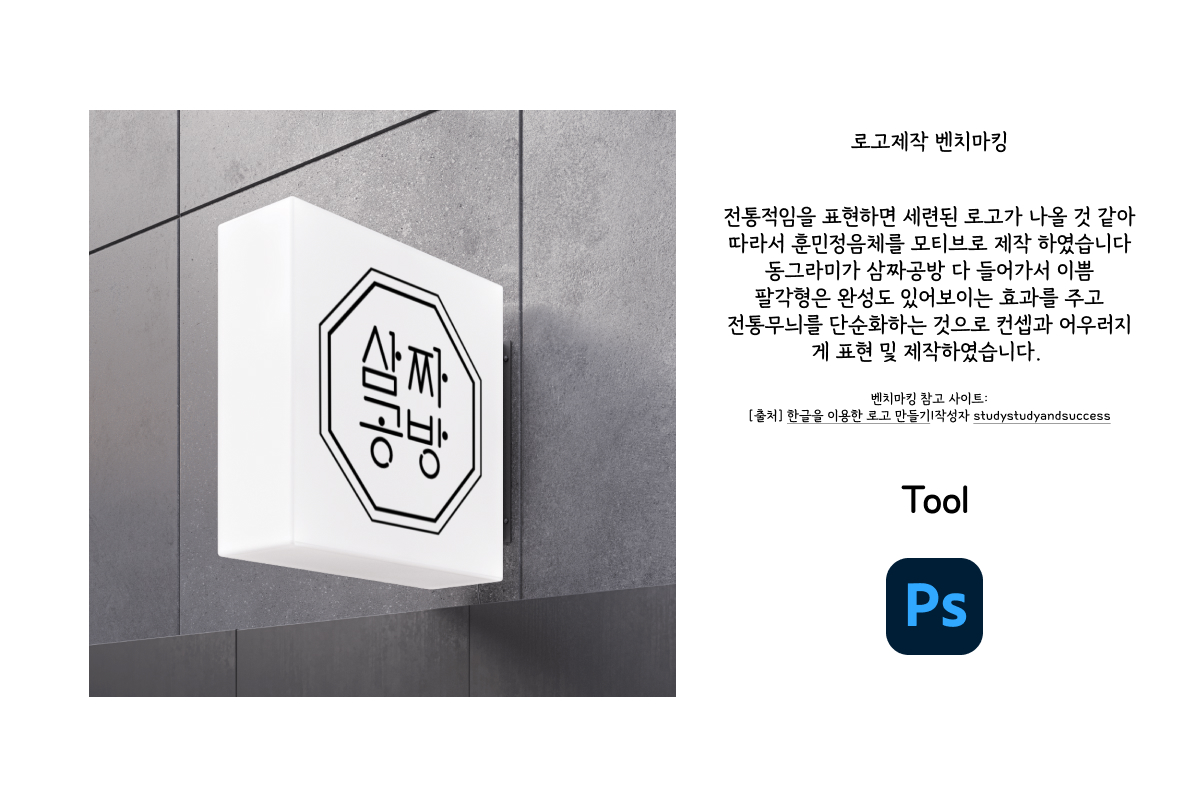 삼짜
공방
로고제작 벤치마킹
전통적임을 표현하면 세련된 로고가 나올 것 같아
따라서 훈민정음체를 모티브로 제작 하였습니다
동그라미가 삼짜공방 다 들어가서 이쁨
팔각형은 완성도 있어보이는 효과를 주고
전통무늬를 단순화하는 것으로 컨셉과 어우러지
게 표현 및 제작하였습니다.
벤치마킹 참고 사이트:
[출처] 한글을 이용한 로고 만들기|작성자 studystudyandsuccess
Tool
Ps